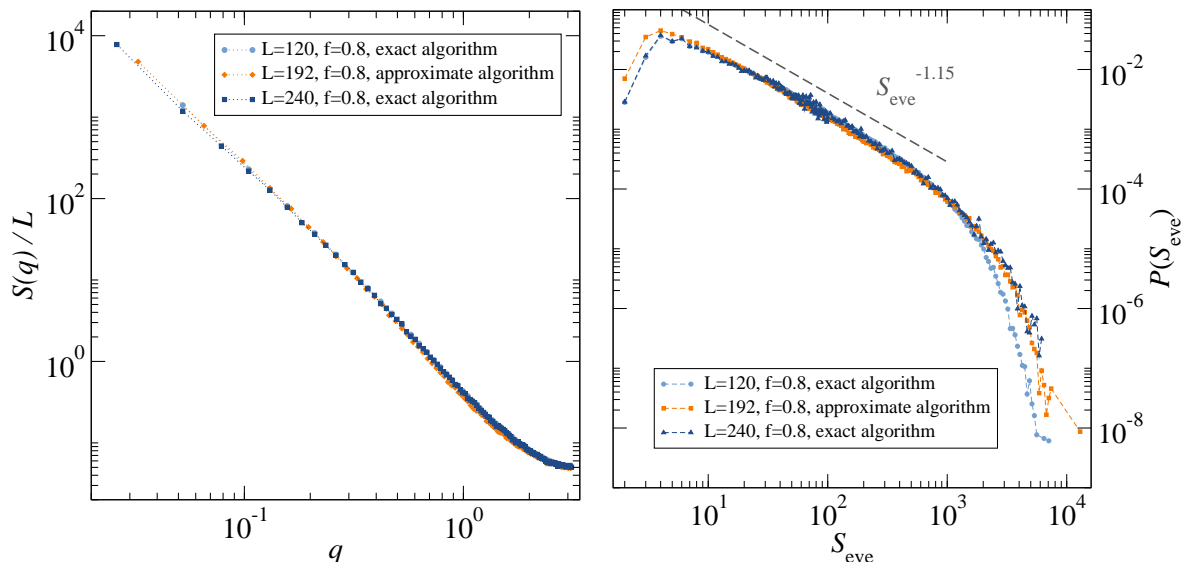 10^4
10^2
10^0
S(q) / L
10^-1
10^0
q
L=120, f=0.8, exact algorithm
L=192, f=0.8, approximate algorithm
L=240, f=0.8, exact algorithm
S_eve^-1.15
10^-2
10^-4
10^-6
10^-8
P(S_eve)
L=120, f=0.8, exact algorithm
L=192, f=0.8, approximate algorithm
L=240, f=0.8, exact algorithm
10^1
10^2
10^3
10^4
S_eve